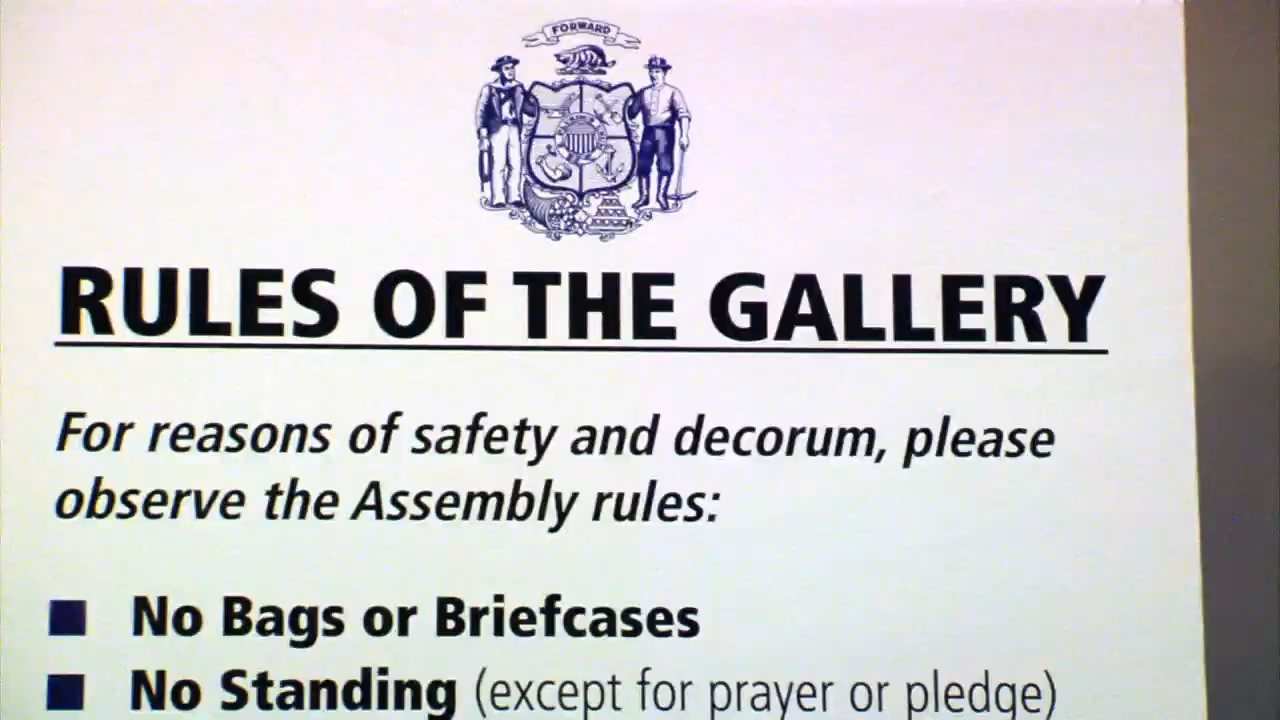 FORWARD
RULES OF THE GALLERY
For reasons of safety and decorum, please
observe the Assembly rules:
No Bags or Briefcases
No Standing (except for prayer or pledge)